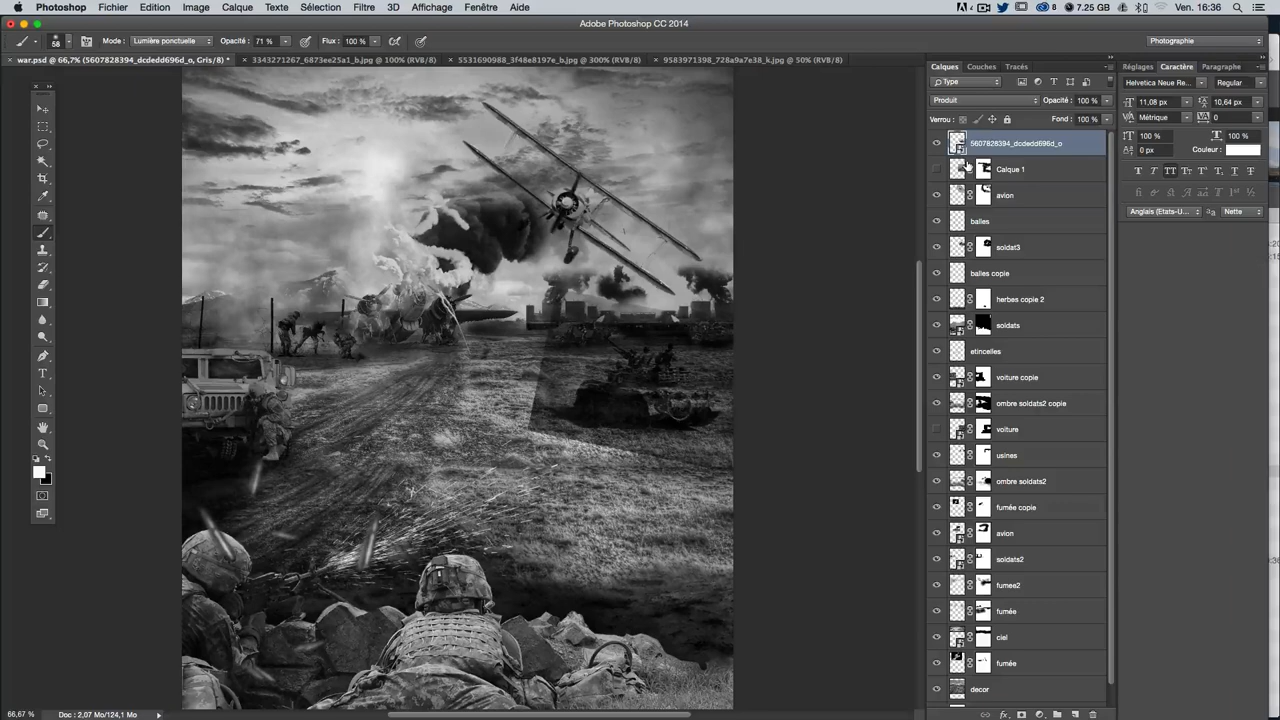 Photoshop Fichier Edition Image Calque Texte Sélection Filtre 3D Affichage Fenêtre Aide 4 8 7.25 GB Ven. 16:36
Adobe Photoshop CC 2014
58 Mode : Lumière ponctuelle Opacité : 71 % Flux : 100 % Photographie
war.psd @ 66,7% (5607828394_dcdedd696d_o, Gris/8) * 3343271267_6873ee25a1_b.jpg @ 100% (RVB/8) 5531690988_3f48e8197e_b.jpg @ 300% (RVB/8) 9583971398_728a9a7e38_k.jpg @ 50% (RVB/8)
Calques Couches Tracés Réglages Caractère Paragraphe
Type Helvetica Neue Re... Regular
Produit Opacité : 100 % 11,08 px 10,64 px
Verrou : Fond : 100 % Métrique 0
100 % 100 %
0 px Couleur :
5607828394_dcdedd696d_o
Calque 1
avion
balles
soldat3
balles copie
herbes copie 2
soldats
etincelles
voiture copie
ombre soldats2 copie
voiture
usines
ombre soldats2
fumée copie
avion
soldats2
fumee2
fumée
ciel
fumée
decor
Anglais (Etats-U... Nette
66,67 % Doc : 2,07 Mo/124,1 Mo